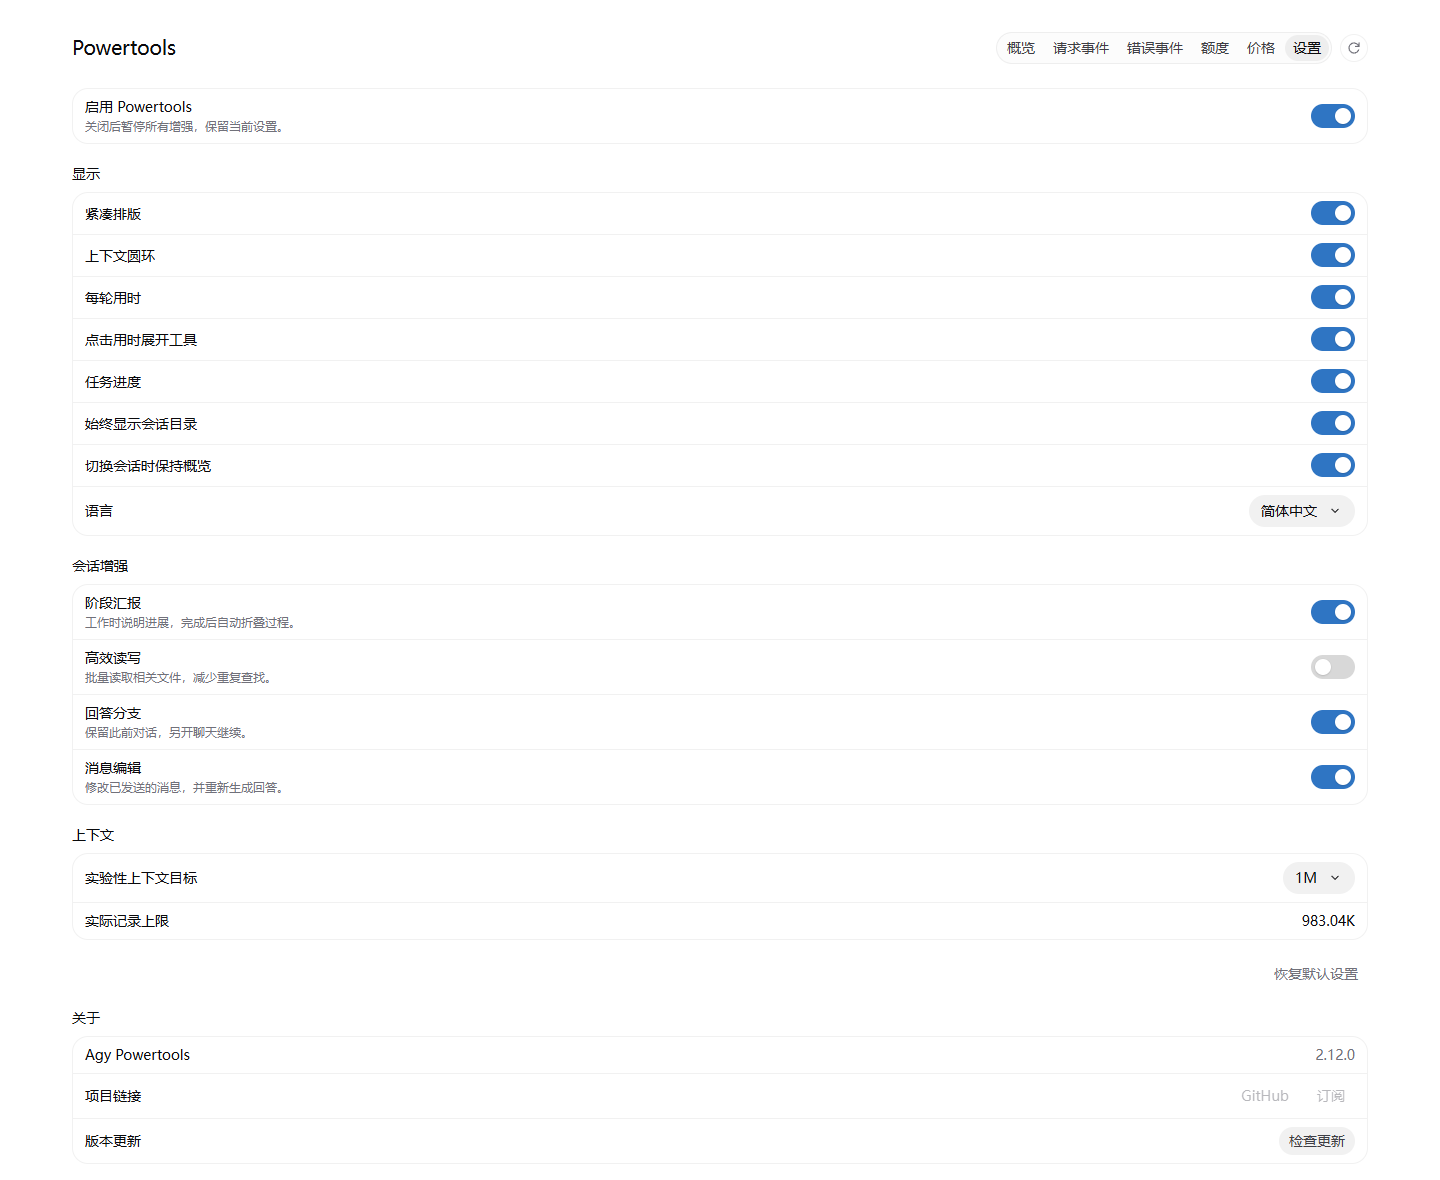 Powertools
概览 请求事件 错误事件 额度 价格 设置
启用 Powertools
关闭后暂停所有增强，保留当前设置。
显示
紧凑排版
上下文圆环
每轮用时
点击用时展开工具
任务进度
始终显示会话目录
切换会话时保持概览
语言
简体中文
会话增强
阶段汇报
工作时说明进展，完成后自动折叠过程。
高效读写
批量读取相关文件，减少重复查找。
回答分支
保留此前对话，另开聊天继续。
消息编辑
修改已发送的消息，并重新生成回答。
上下文
实验性上下文目标
1M
实际记录上限
983.04K
恢复默认设置
关于
Agy Powertools
2.12.0
项目链接
GitHub 订阅
版本更新
检查更新